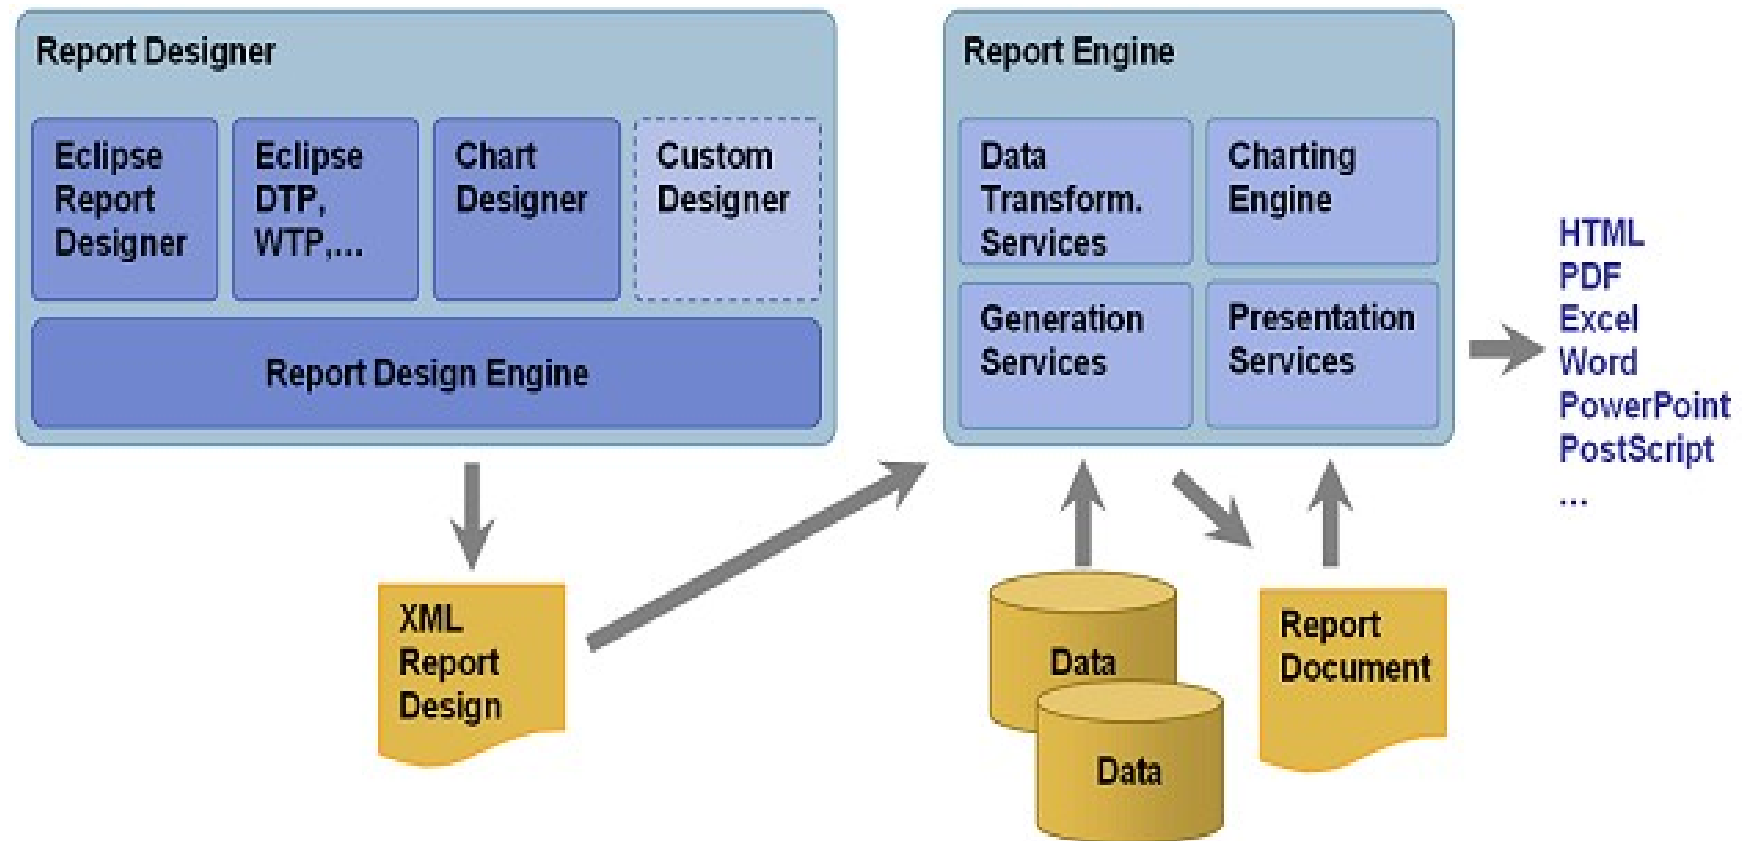 Report Designer
Eclipse
Report
Designer
Eclipse
DTP,
WTP,...
Chart
Designer
Custom
Designer
Report Design Engine
XML
Report
Design
Report Engine
Data
Transform.
Services
Charting
Engine
Generation
Services
Presentation
Services
Data
Data
Report
Document
HTML
PDF
Excel
Word
PowerPoint
PostScript
...